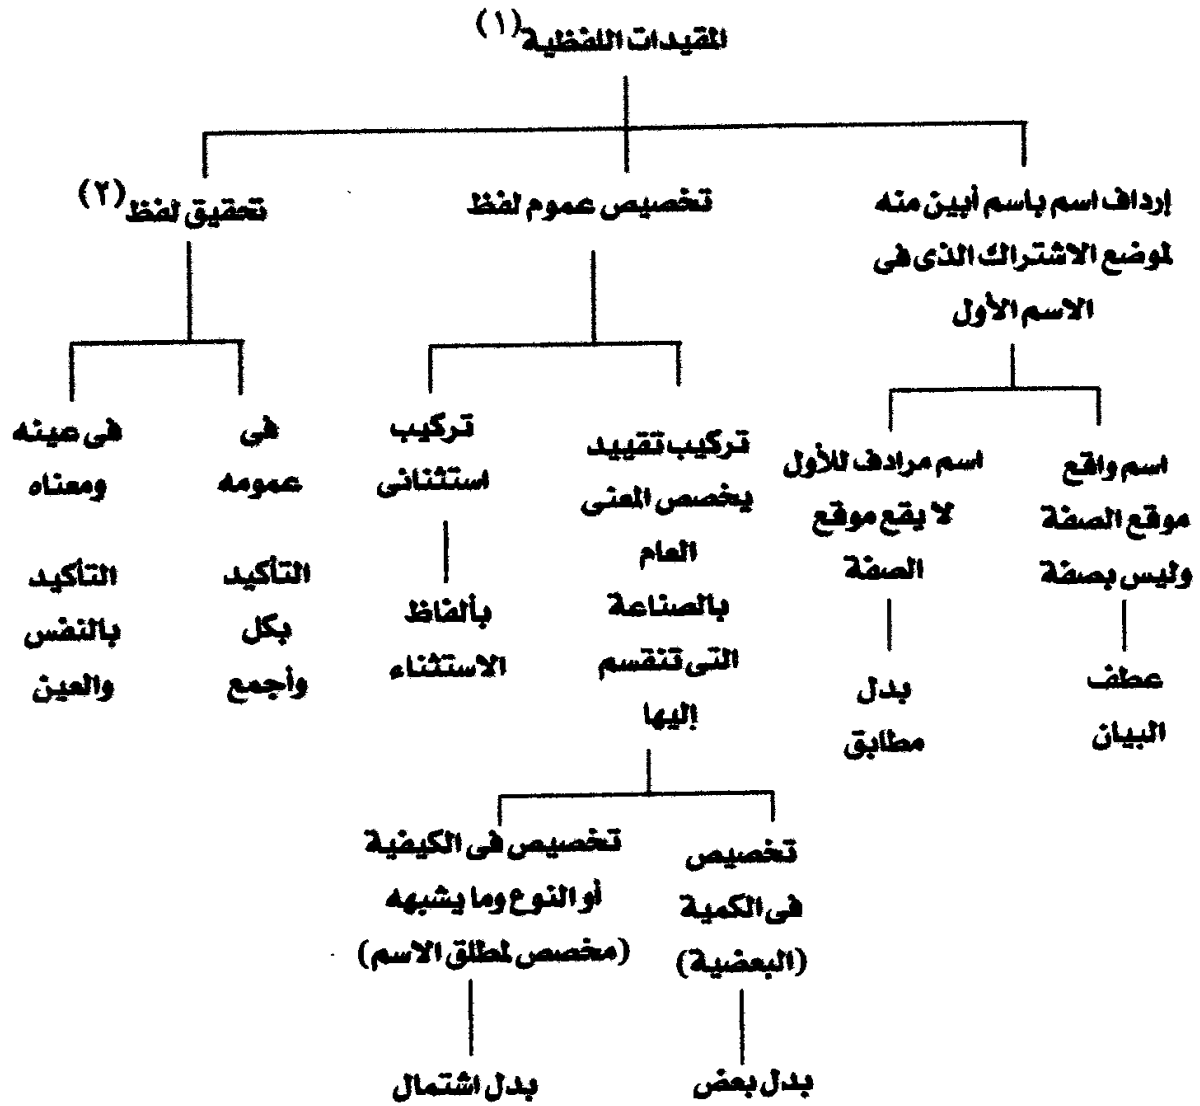 المقيدات اللفظية (١)
إرداف اسم باسم أبين منه
لموضع الاشتراك الذى فى
الاسم الأول
تخصيص عموم لفظ
تحقيق لفظ (٢)
اسم واقع
موقع الصفة
وليس بصفة
عطف
البيان
اسم مرادف للأول
لا يقع موقع
الصفة
بدل
مطابق
تركيب تقييد
يخصص المعنى
العام
بالصناعة
التى تنقسم
إليها
تخصيص
فى الكمية
(البعضية)
بدل بعض
تخصيص فى الكيفية
أو النوع وما يشبهه
(مخصص لمطلق الاسم)
بدل اشتمال
تركيب
استثنائى
بألفاظ
الاستثناء
فى
عمومه
التأكيد
بكل
وأجمع
فى عينه
ومعناه
التأكيد
بالنفس
والعين